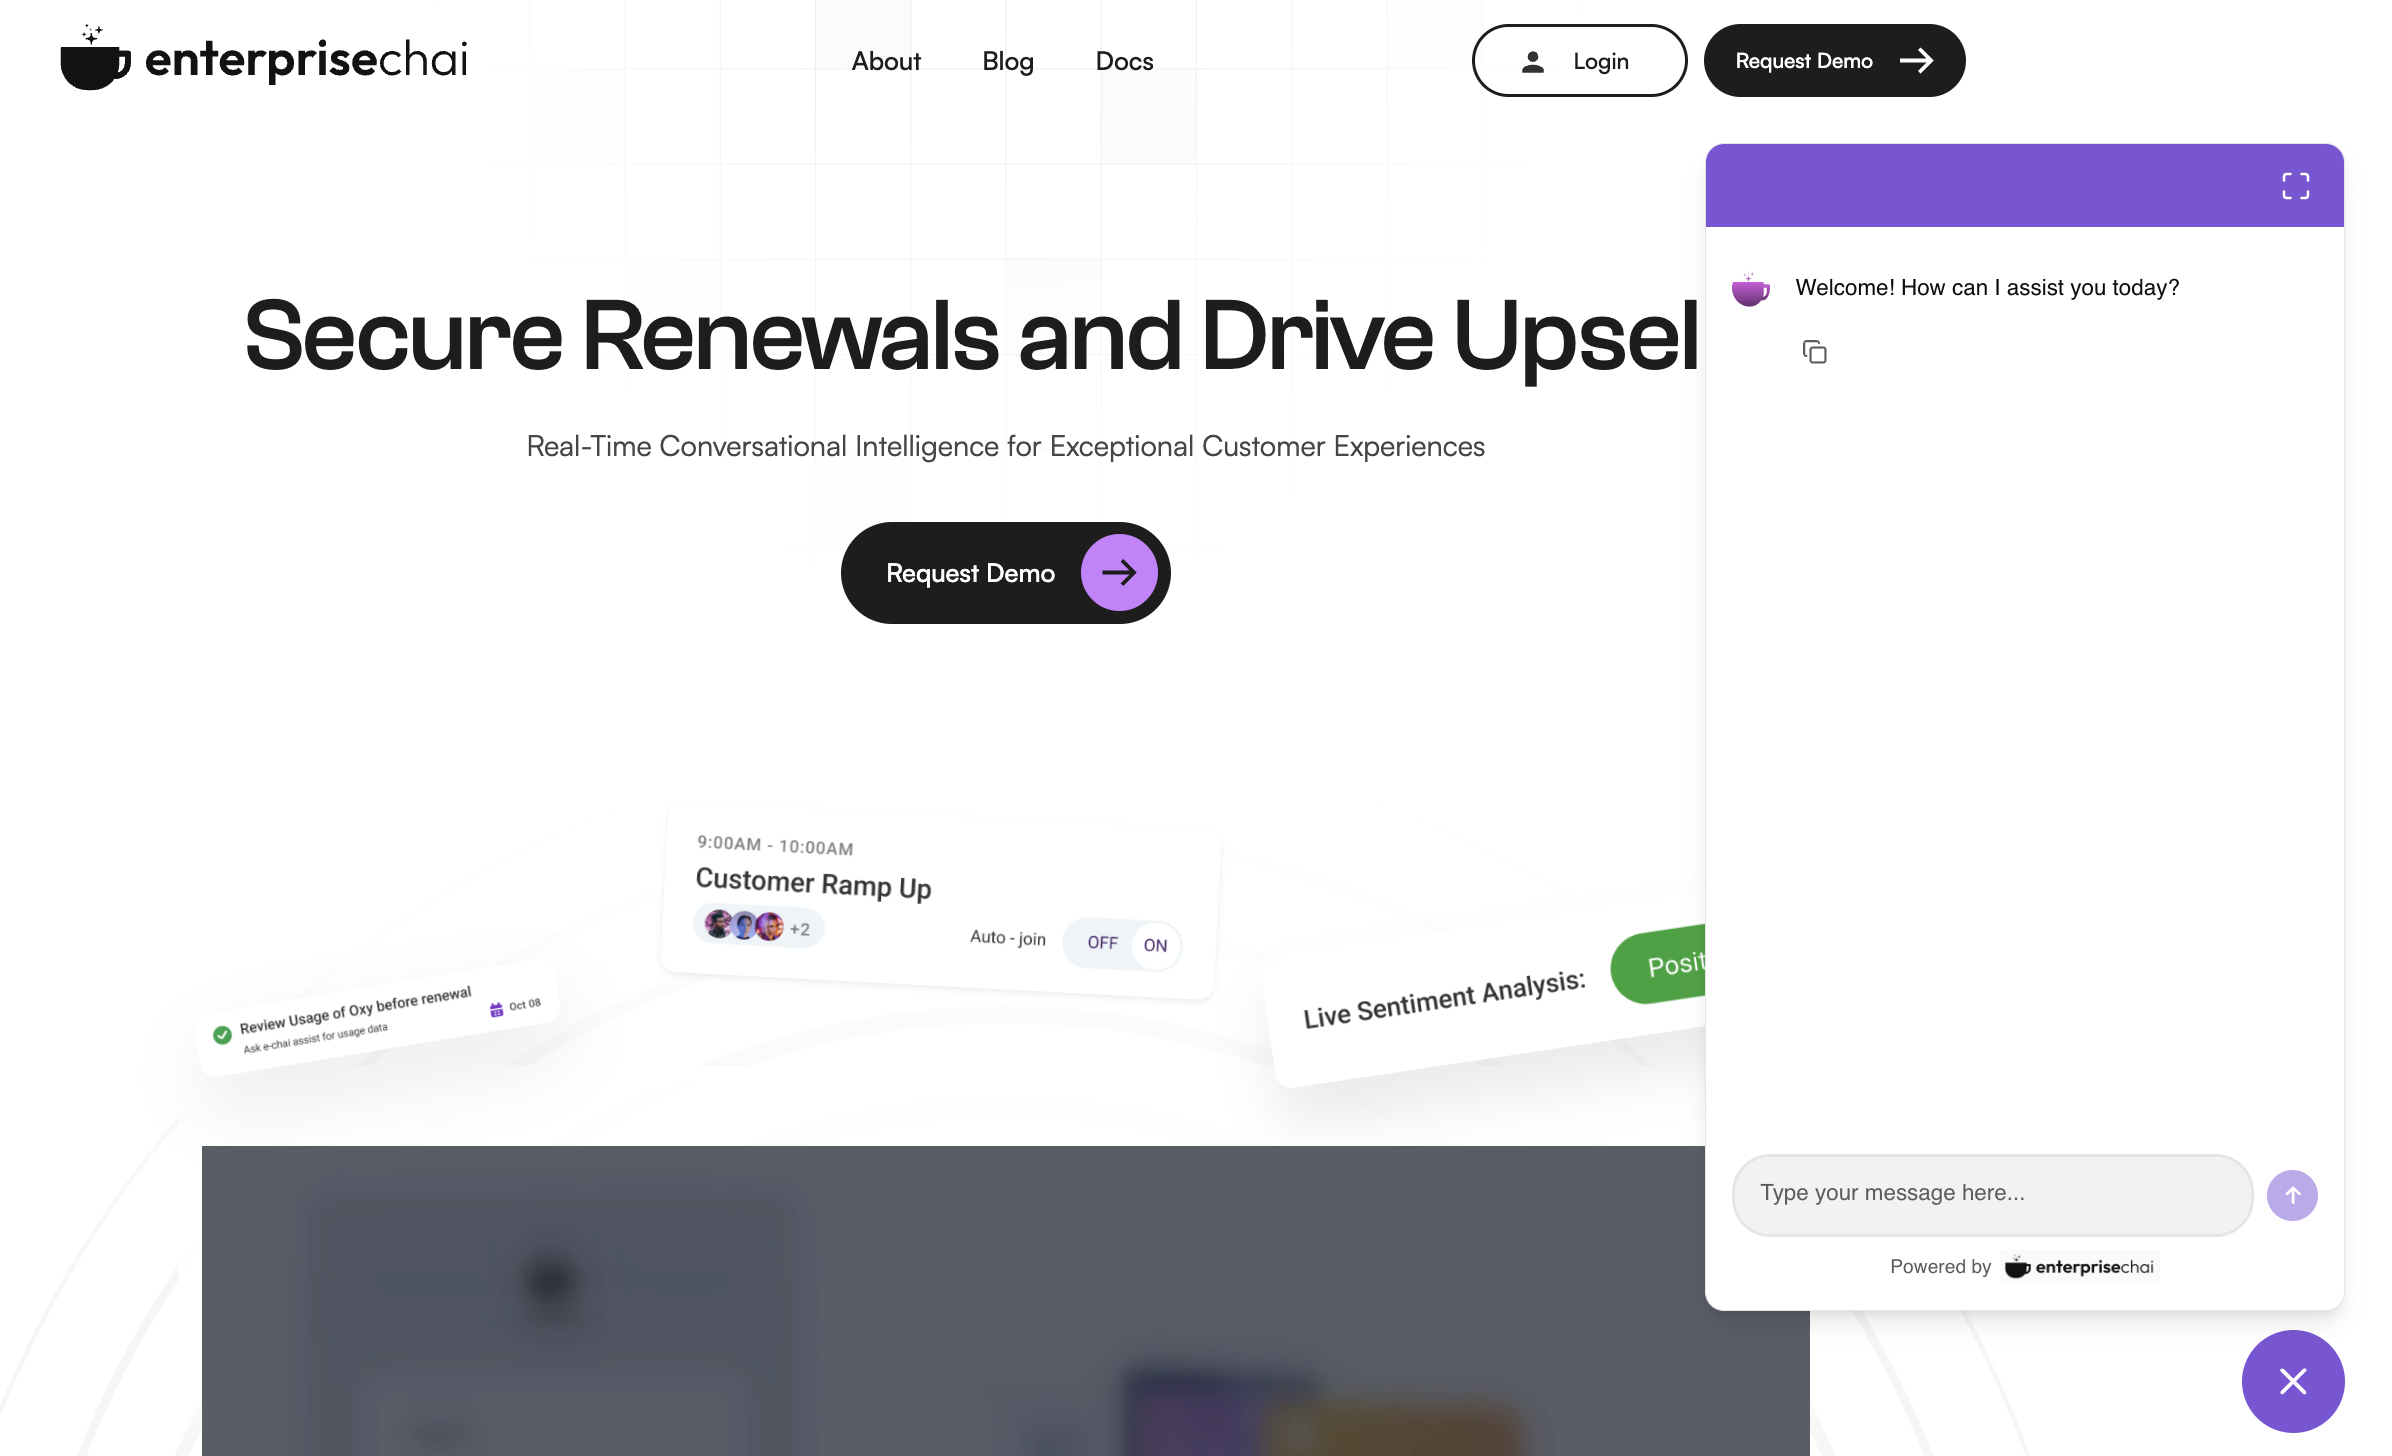 enterprisechai
About
Blog
Docs
Login
Request Demo
Secure Renewals and Drive Upsel
Real-Time Conversational Intelligence for Exceptional Customer Experiences
Request Demo
9:00AM - 10:00AM
Customer Ramp Up
+2
Auto - join
OFF
ON
Review Usage of Oxy before renewal
Ask e-chai assist for usage data
Oct 08
Live Sentiment Analysis:
Posit
Welcome! How can I assist you today?
Type your message here...
Powered by enterprisechai